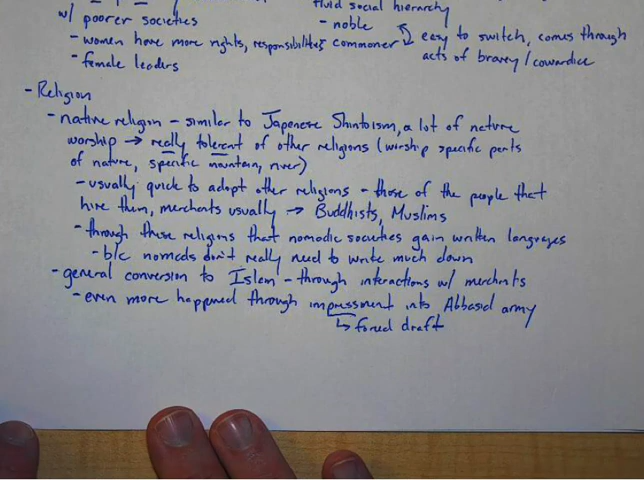 fluid social hierarchy
w/ poorer societies
- noble
- women have more rights, responsibilities
- commoner
easy to switch, comes through
acts of bravey/cowardice
- female leaders
- Religion
- native religion - similar to Japenese Shintoism, a lot of nature
worship → really tolerent of other religions (worship specific parts
of nature, specific mountain, river)
- usually quick to adopt other religions - those of the people that
hire them, merchants usually → Buddhists, Muslims
- through these religions that nomadic societies gain written languages
- b/c nomads don't really need to write much down
- general conversion to Islam - through interactions w/ merchants
- even more happened through impressment into Abbasid army
↳ forced draft